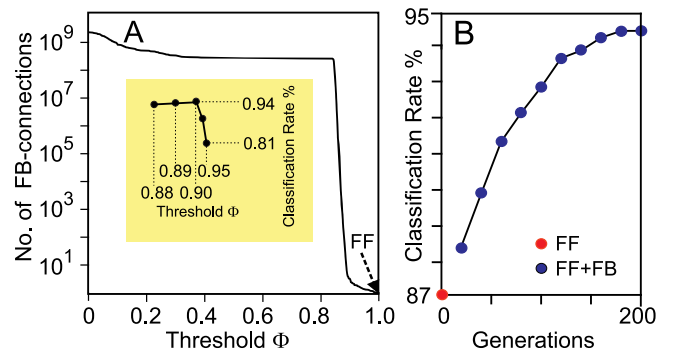 A
No. of FB-connections
10^9
10^7
10^5
10^3
10^1
0
0.2
0.4
0.6
0.8
1.0
Threshold Φ
FF
0.94
0.81
0.89
0.95
0.88
0.90
Threshold Φ
Classification Rate %
B
Classification Rate %
95
87
0
200
Generations
FF
FF+FB